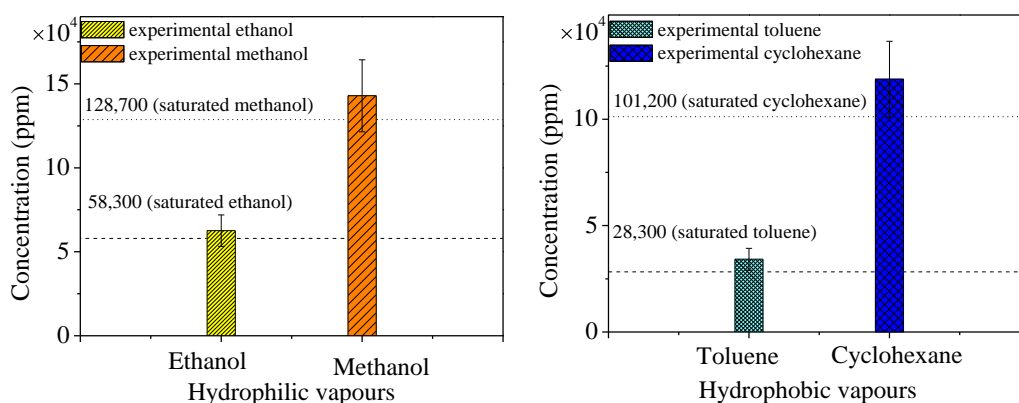 ×10⁴
experimental ethanol
experimental methanol
15
128,700 (saturated methanol)
10
58,300 (saturated ethanol)
5
0
Concentration (ppm)
Ethanol
Methanol
Hydrophilic vapours
×10⁴
experimental toluene
experimental cyclohexane
101,200 (saturated cyclohexane)
10
28,300 (saturated toluene)
5
0
Concentration (ppm)
Toluene
Cyclohexane
Hydrophobic vapours